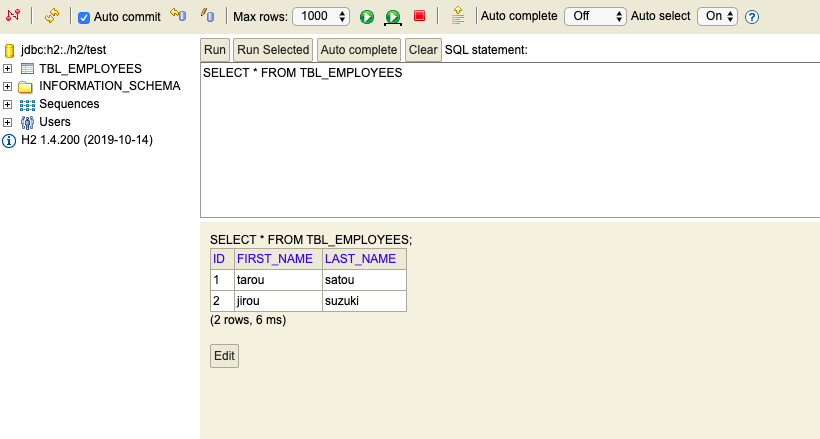 Auto commit Max rows: 1000 Auto complete Off Auto select On ?
jdbc:h2:./h2/test
TBL_EMPLOYEES
INFORMATION_SCHEMA
Sequences
Users
H2 1.4.200 (2019-10-14)
Run Run Selected Auto complete Clear SQL statement:
SELECT * FROM TBL_EMPLOYEES
SELECT * FROM TBL_EMPLOYEES;
ID FIRST_NAME LAST_NAME
1 tarou satou
2 jirou suzuki
(2 rows, 6 ms)
Edit